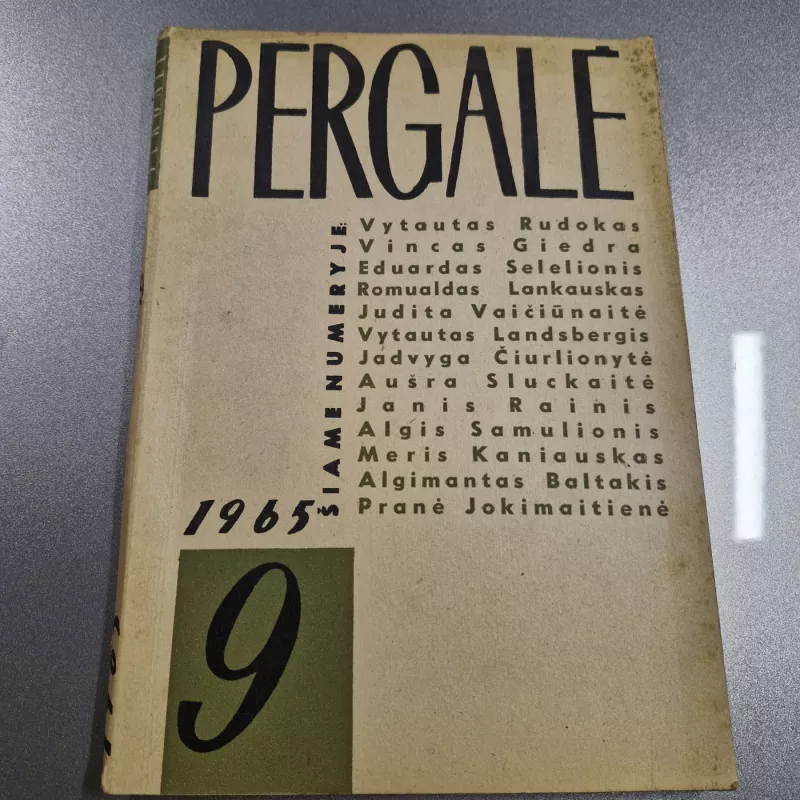 PERGALĖ
ŠIAME NUMERYJE:
Vytautas Rudokas
Vincas Giedra
Eduardas Selelionis
Romualdas Lankauskas
Judita Vaičiūnaitė
Vytautas Landsbergis
Jadvyga Čiurlionytė
Aušra Sluckaitė
Janis Rainis
Algis Samulionis
Meris Kaniauskas
Algimantas Baltakis
Pranė Jokimaitienė
1965
9